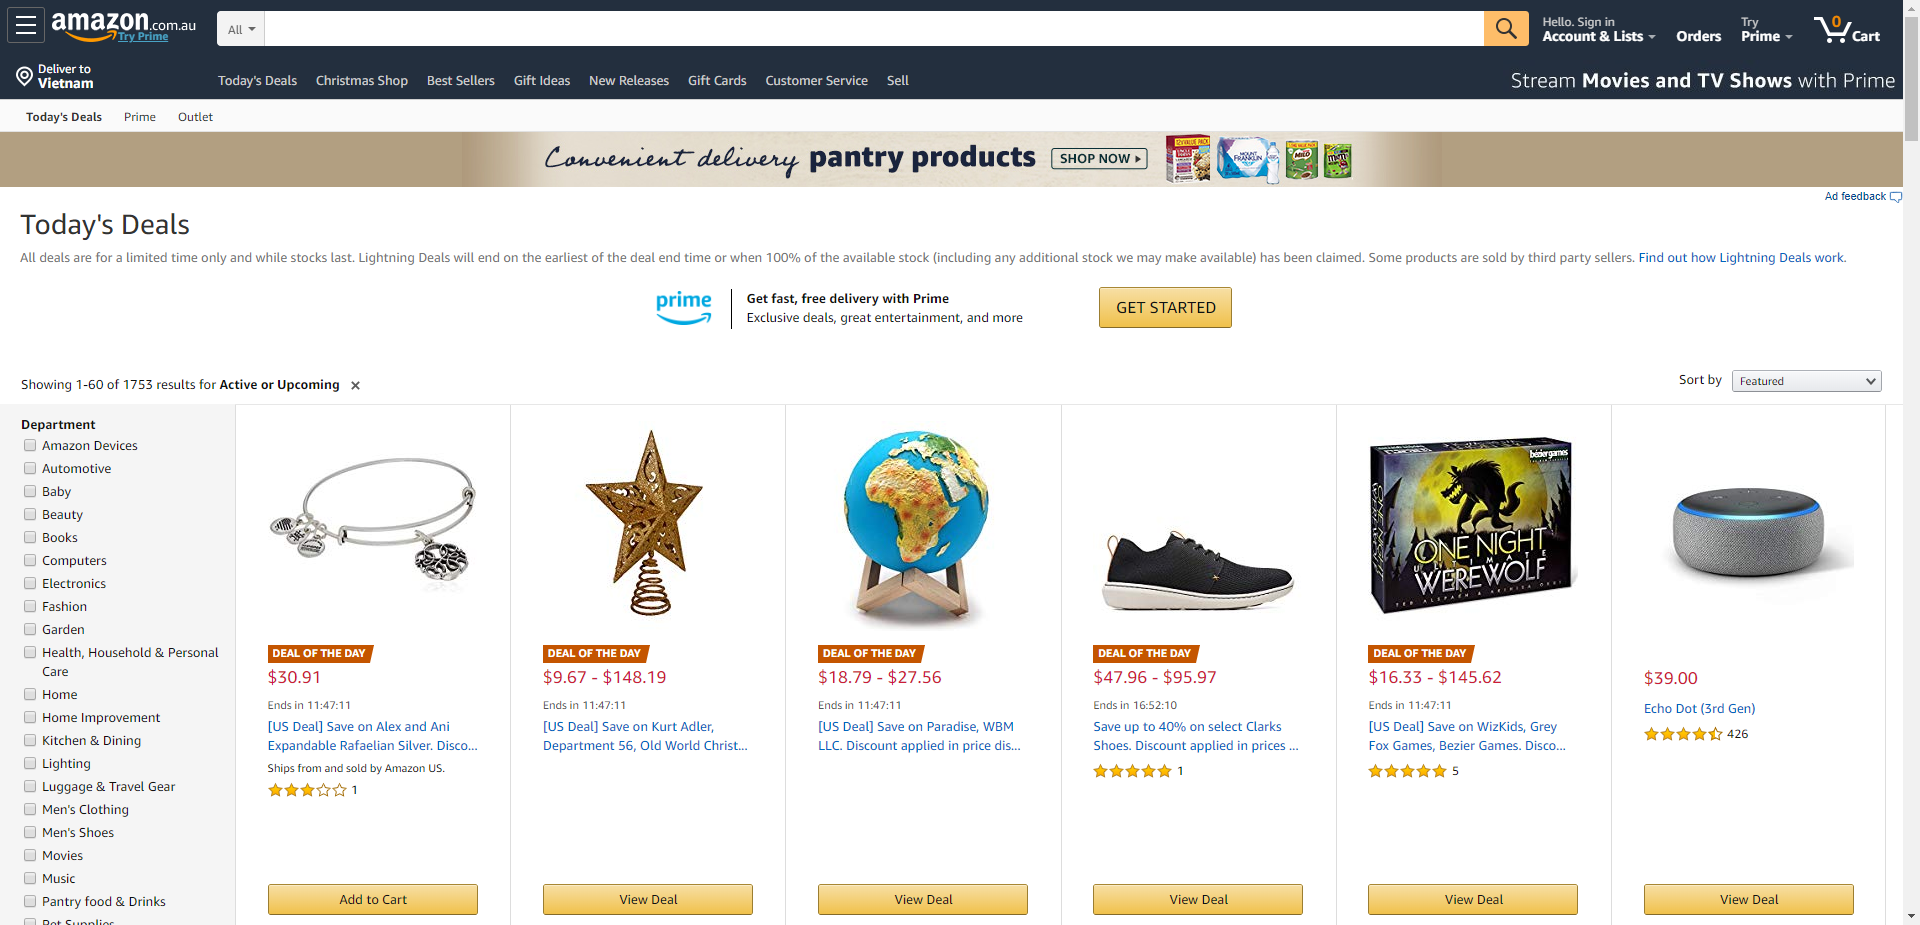 amazon.com.au
Try Prime
All
Hello. Sign in
Account & Lists
Orders
Try
Prime
0
Cart
Deliver to
Vietnam
Today's Deals
Christmas Shop
Best Sellers
Gift Ideas
New Releases
Gift Cards
Customer Service
Sell
Stream Movies and TV Shows with Prime
Today's Deals
Prime
Outlet
Convenient delivery pantry products
SHOP NOW
MOUNT FRANKLIN
MILO
m&m's
Ad feedback
Today's Deals
All deals are for a limited time only and while stocks last. Lightning Deals will end on the earliest of the deal end time or when 100% of the available stock (including any additional stock we may make available) has been claimed. Some products are sold by third party sellers. Find out how Lightning Deals work.
prime
Get fast, free delivery with Prime
Exclusive deals, great entertainment, and more
GET STARTED
Showing 1-60 of 1753 results for Active or Upcoming
Sort by
Featured
Department
Amazon Devices
Automotive
Baby
Beauty
Books
Computers
Electronics
Fashion
Garden
Health, Household & Personal
Care
Home
Home Improvement
Kitchen & Dining
Lighting
Luggage & Travel Gear
Men's Clothing
Men's Shoes
Movies
Music
Pantry food & Drinks
Pet Supplies
DEAL OF THE DAY
$30.91
Ends in 11:47:11
[US Deal] Save on Alex and Ani
Expandable Rafaelian Silver. Disco...
Ships from and sold by Amazon US.
1
Add to Cart
DEAL OF THE DAY
$9.67 - $148.19
Ends in 11:47:11
[US Deal] Save on Kurt Adler,
Department 56, Old World Christ...
View Deal
DEAL OF THE DAY
$18.79 - $27.56
Ends in 11:47:11
[US Deal] Save on Paradise, WBM
LLC. Discount applied in price dis...
View Deal
DEAL OF THE DAY
$47.96 - $95.97
Ends in 16:52:10
Save up to 40% on select Clarks
Shoes. Discount applied in prices ...
1
View Deal
béziergames
ONE NIGHT
ULTIMATE
WEREWOLF
TED ALSPACH & AKIHISA OKUI
DEAL OF THE DAY
$16.33 - $145.62
Ends in 11:47:11
[US Deal] Save on WizKids, Grey
Fox Games, Bezier Games. Disco...
5
View Deal
$39.00
Echo Dot (3rd Gen)
426
View Deal